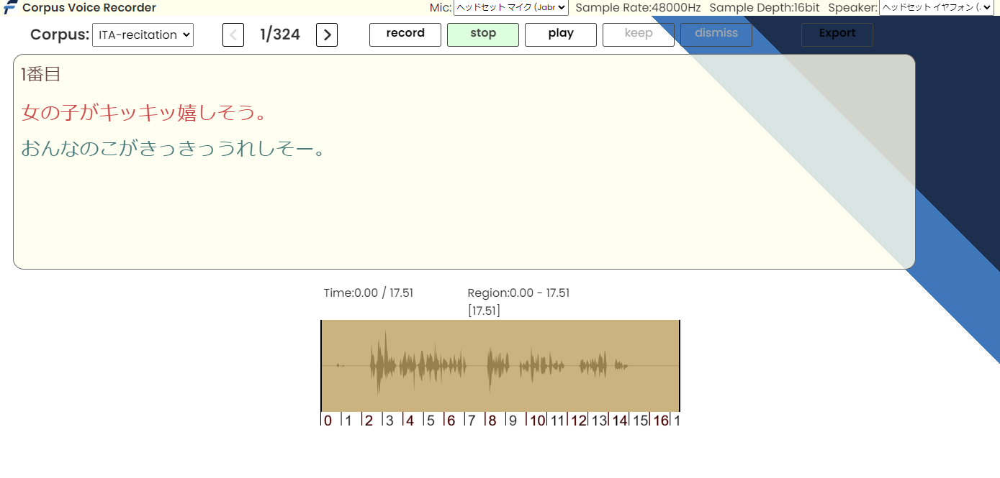 Corpus Voice Recorder Mic: ヘッドセット マイク (Jabr Sample Rate:48000Hz Sample Depth:16bit Speaker: ヘッドセット イヤフォン (.
Corpus: ITA-recitation < 1/324 > record stop play keep dismiss Export
1番目
女の子がキッキッ嬉しそう。
おんなのこがきっきっうれしそー。
Time:0.00 / 17.51 Region:0.00 - 17.51
[17.51]
0 1 2 3 4 5 6 7 8 9 10 11 12 13 14 15 16 1